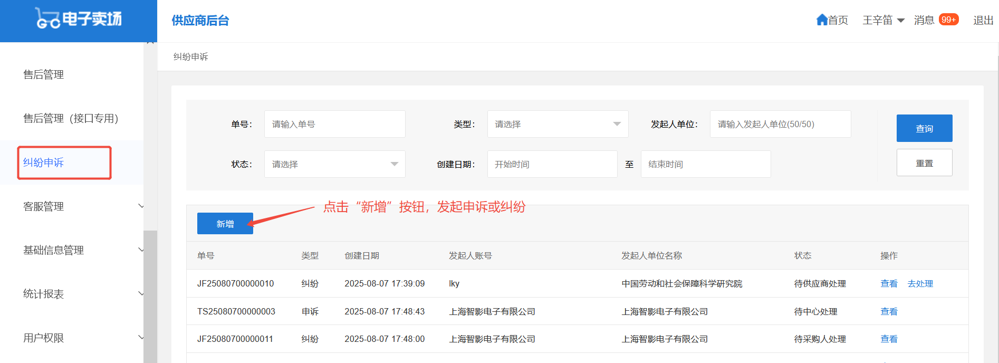 电子卖场
供应商后台
首页 王辛笛 消息 99+ 退出
纠纷申诉
售后管理
售后管理（接口专用）
纠纷申诉
客服管理
基础信息管理
统计报表
用户权限
单号： 请输入单号 类型： 请选择 发起人单位： 请输入发起人单位(50/50) 查询
状态： 请选择 创建日期： 开始时间 至 结束时间 重置
点击“新增”按钮，发起申诉或纠纷
新增
单号 类型 创建日期 发起人账号 发起人单位名称 状态 操作
JF25080700000010 纠纷 2025-08-07 17:39:09 lky 中国劳动和社会保障科学研究院 待供应商处理 查看 去处理
TS25080700000003 申诉 2025-08-07 17:48:43 上海智影电子有限公司 上海智影电子有限公司 待中心处理 查看
JF25080700000011 纠纷 2025-08-07 17:48:00 上海智影电子有限公司 上海智影电子有限公司 待采购人处理 查看